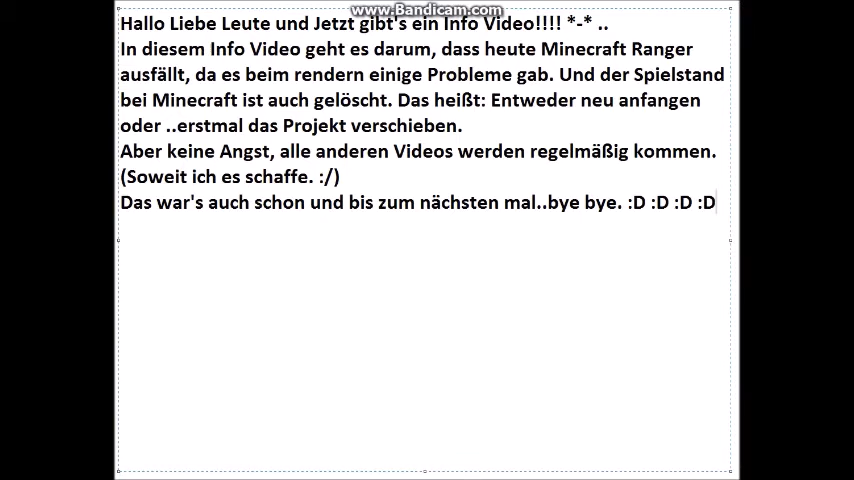 www.Bandicam.com
Hallo Liebe Leute und Jetzt gibt's ein Info Video!!!! *-* ..
In diesem Info Video geht es darum, dass heute Minecraft Ranger
ausfällt, da es beim rendern einige Probleme gab. Und der Spielstand
bei Minecraft ist auch gelöscht. Das heißt: Entweder neu anfangen
oder ..erstmal das Projekt verschieben.
Aber keine Angst, alle anderen Videos werden regelmäßig kommen.
(Soweit ich es schaffe. :/)
Das war's auch schon und bis zum nächsten mal..bye bye. :D :D :D :D